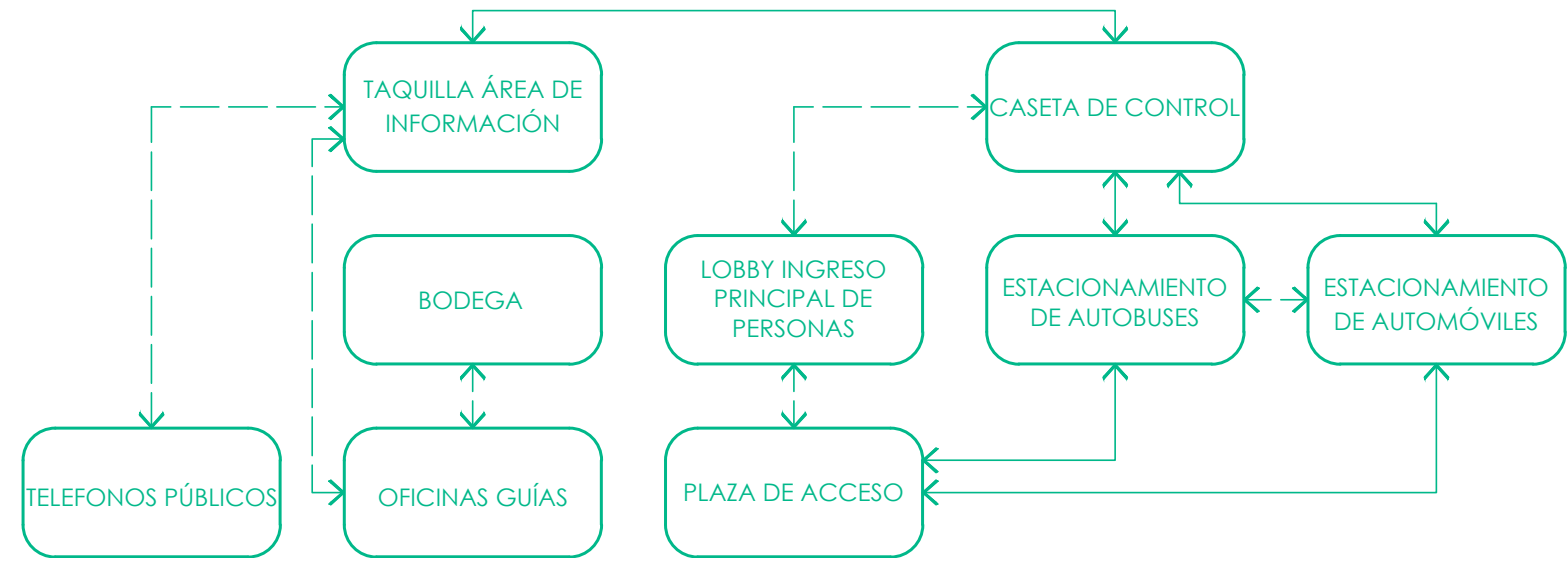 TAQUILLA ÁREA DE
INFORMACIÓN
CASETA DE CONTROL
BODEGA
LOBBY INGRESO
PRINCIPAL DE
PERSONAS
ESTACIONAMIENTO
DE AUTOBUSES
ESTACIONAMIENTO
DE AUTOMÓVILES
TELEFONOS PÚBLICOS
OFICINAS GUÍAS
PLAZA DE ACCESO